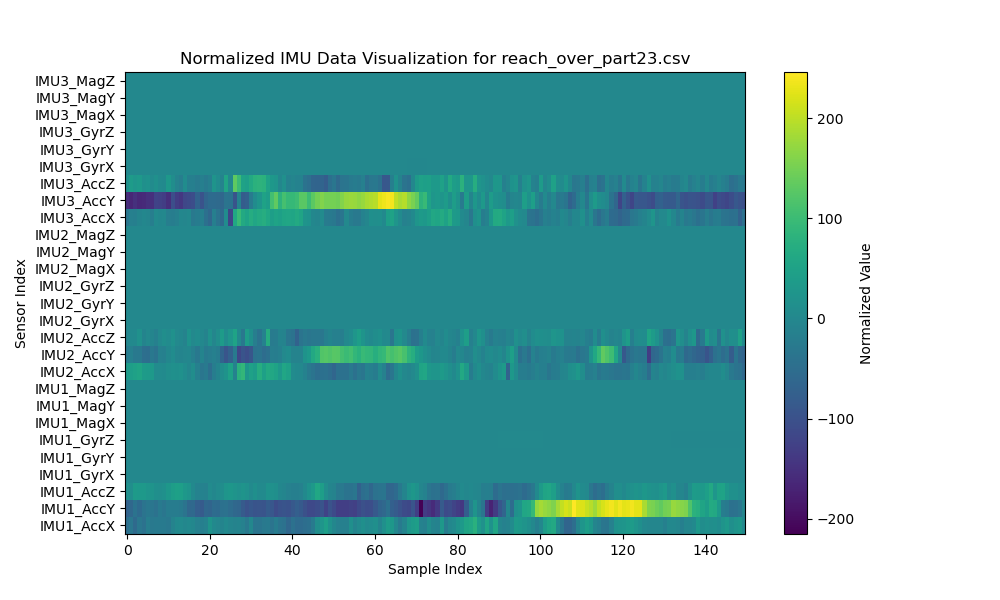 Normalized IMU Data Visualization for reach_over_part23.csv
IMU3_MagZ
IMU3_MagY
IMU3_MagX
IMU3_GyrZ
IMU3_GyrY
IMU3_GyrX
IMU3_AccZ
IMU3_AccY
IMU3_AccX
IMU2_MagZ
IMU2_MagY
IMU2_MagX
IMU2_GyrZ
IMU2_GyrY
IMU2_GyrX
IMU2_AccZ
IMU2_AccY
IMU2_AccX
IMU1_MagZ
IMU1_MagY
IMU1_MagX
IMU1_GyrZ
IMU1_GyrY
IMU1_GyrX
IMU1_AccZ
IMU1_AccY
IMU1_AccX
Sensor Index
0 20 40 60 80 100 120 140
Sample Index
200
100
0
−100
−200
Normalized Value